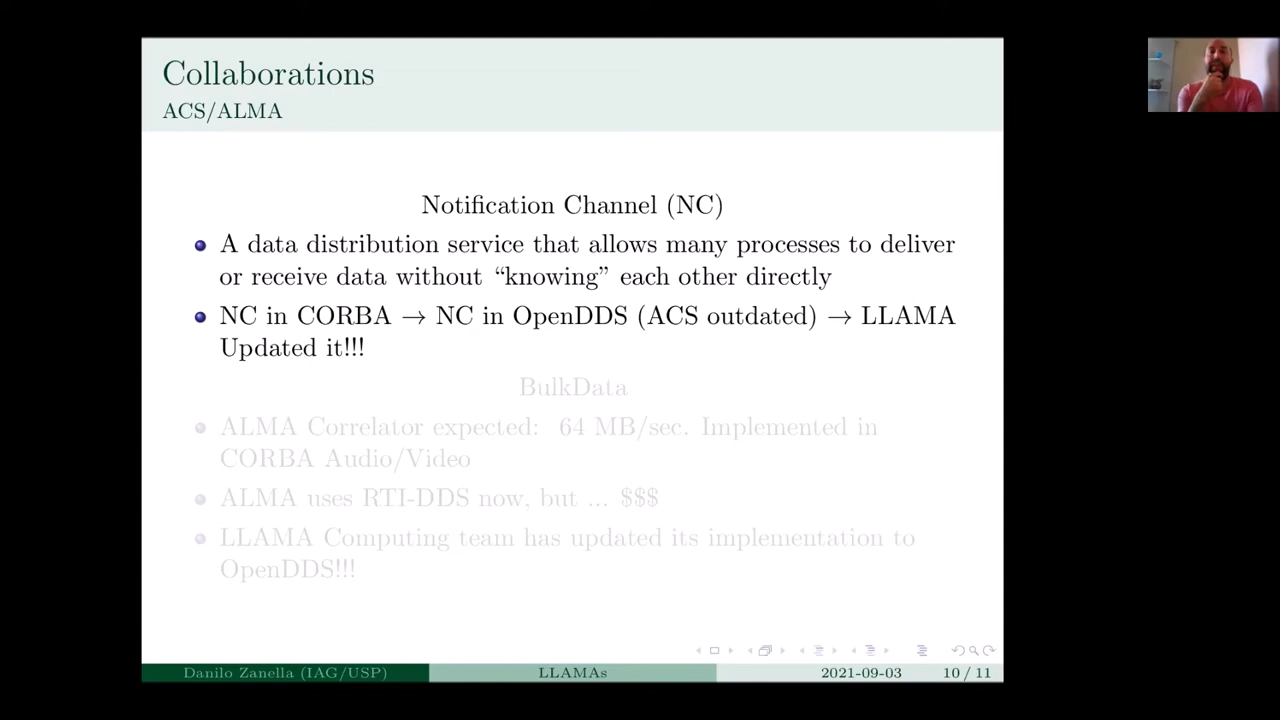 Collaborations
ACS/ALMA
Notification Channel (NC)
A data distribution service that allows many processes to deliver
or receive data without “knowing” each other directly
NC in CORBA → NC in OpenDDS (ACS outdated) → LLAMA
Updated it!!!
BulkData
ALMA Correlator expected: 64 MB/sec. Implemented in
CORBA Audio/Video
ALMA uses RTI-DDS now, but ... $$$
LLAMA Computing team has updated its implementation to
OpenDDS!!!
Danilo Zanella (IAG/USP) LLAMAs 2021-09-03 10 / 11